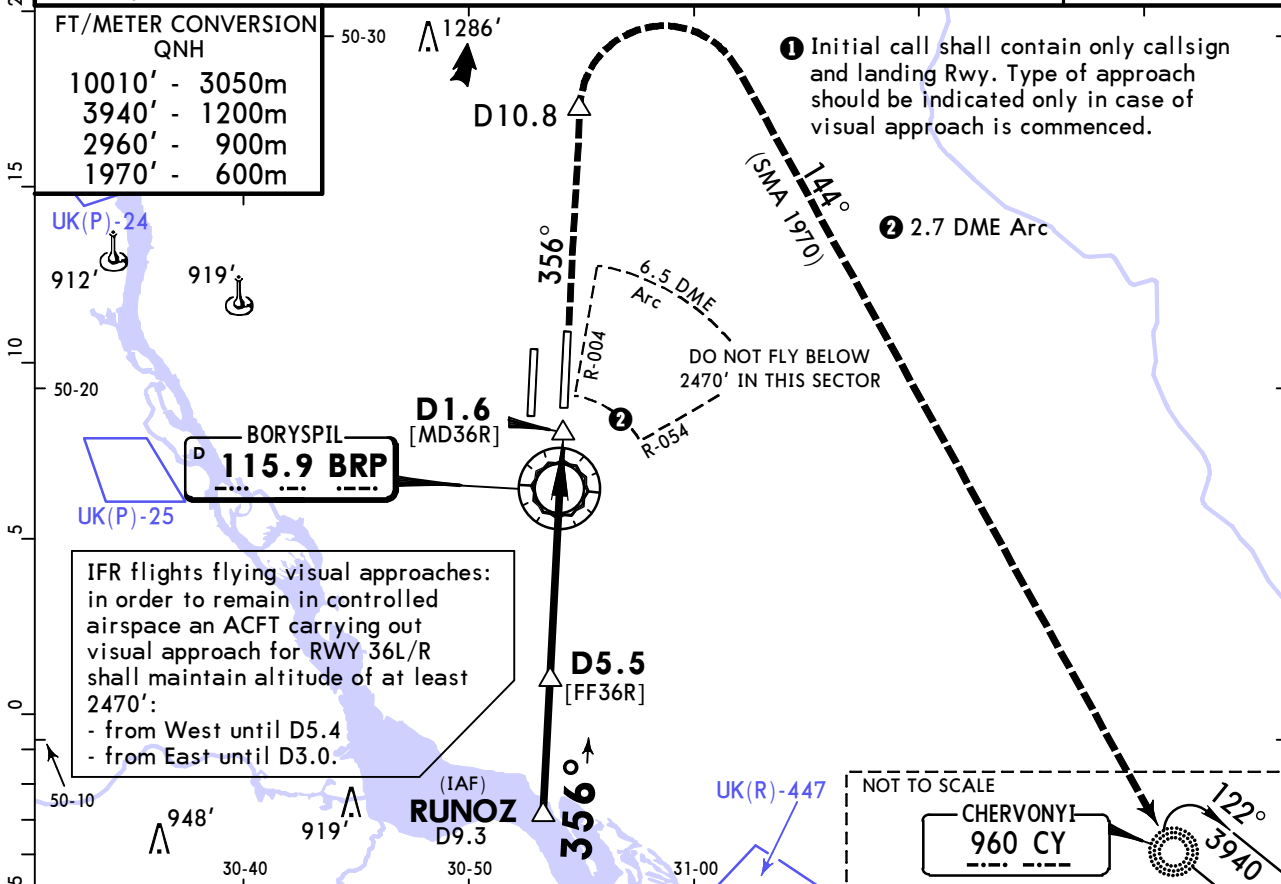 FT/METER CONVERSION
QNH
10010' - 3050m
3940' - 1200m
2960' - 900m
1970' - 600m
50-30
1286'
D10.8
❶ Initial call shall contain only callsign
and landing Rwy. Type of approach
should be indicated only in case of
visual approach is commenced.
15
UK(P)-24
912'
919'
356°
144°
(SMA 1970)
❷ 2.7 DME Arc
6.5 DME
Arc
R-004
DO NOT FLY BELOW
2470' IN THIS SECTOR
❷
R-054
10
50-20
D1.6
[MD36R]
BORYSPIL
D
115.9 BRP
UK(P)-25
5
IFR flights flying visual approaches:
in order to remain in controlled
airspace an ACFT carrying out
visual approach for RWY 36L/R
shall maintain altitude of at least
2470':
- from West until D5.4
- from East until D3.0.
D5.5
[FF36R]
0
50-10
948'
919'
(IAF)
RUNOZ
D9.3
356°
UK(R)-447
NOT TO SCALE
CHERVONYI
960 CY
122°
3940
5
30-40
30-50
31-00